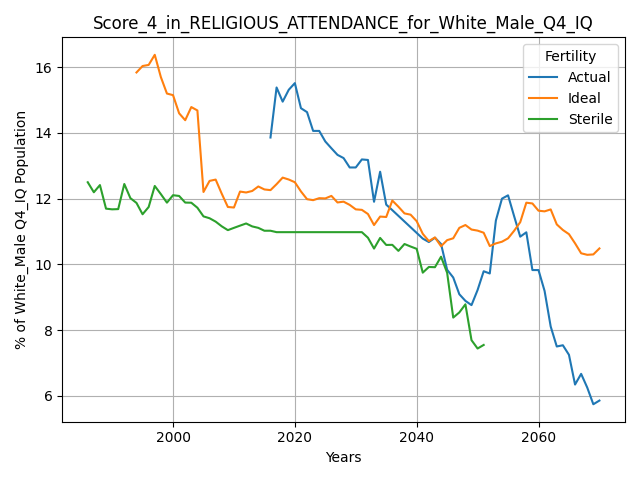 Score_4_in_RELIGIOUS_ATTENDANCE_for_White_Male_Q4_IQ
Fertility
Actual
Ideal
Sterile
% of White_Male Q4_IQ Population
16
14
12
10
8
6
2000 2020 2040 2060
Years